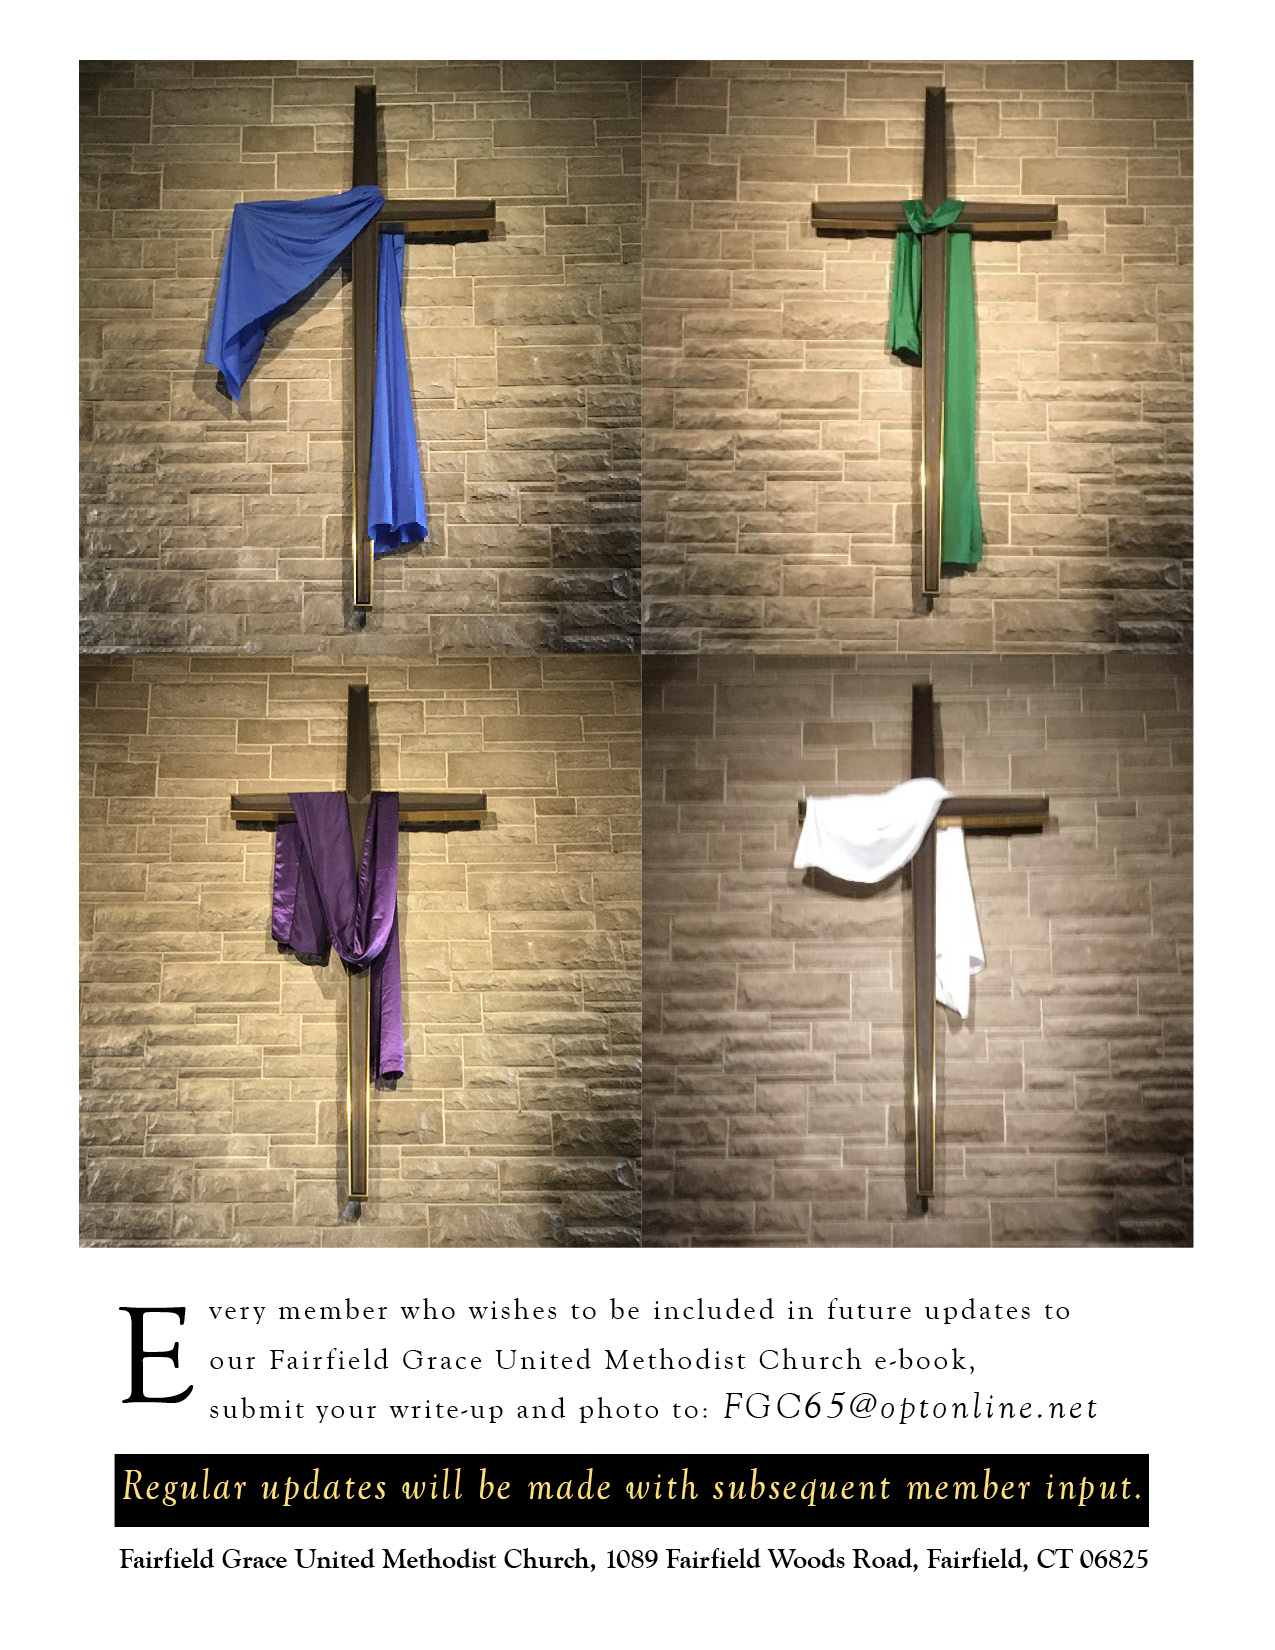 Every member who wishes to be included in future updates to
our Fairfield Grace United Methodist Church e-book,
submit your write-up and photo to: FGC65@optonline.net
Regular updates will be made with subsequent member input.
Fairfield Grace United Methodist Church, 1089 Fairfield Woods Road, Fairfield, CT 06825